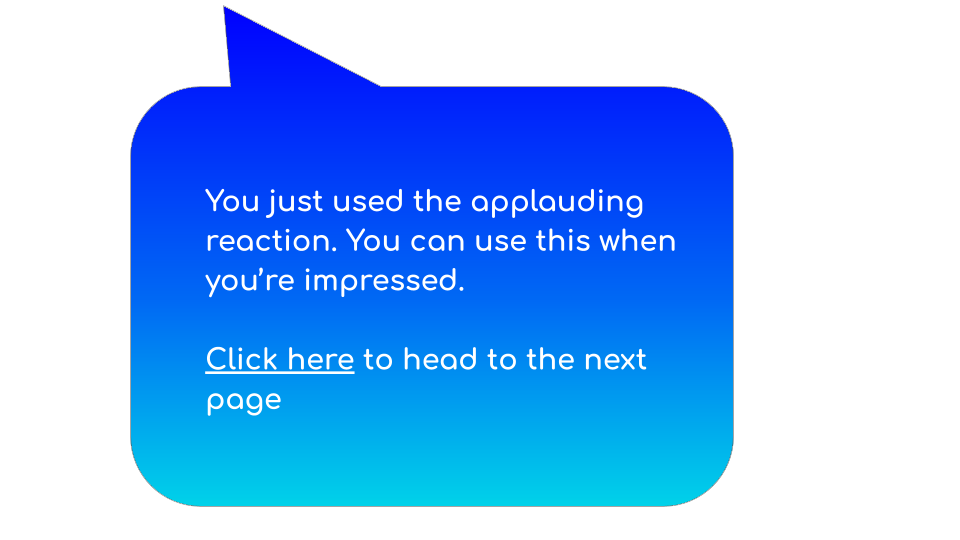 You just used the applauding
reaction. You can use this when
you’re impressed.
Click here to head to the next
page